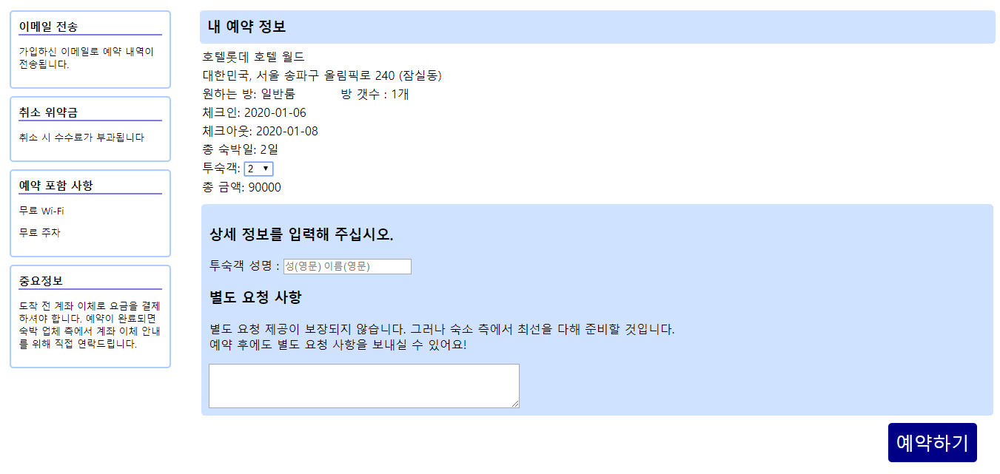 이메일 전송
가입하신 이메일로 예약 내역이
전송됩니다.
취소 위약금
취소 시 수수료가 부과됩니다
예약 포함 사항
무료 Wi-Fi
무료 주차
중요정보
도착 전 계좌 이체로 요금을 결제
하셔야 합니다. 예약이 완료되면
숙박 업체 측에서 계좌 이체 안내
를 위해 직접 연락드립니다.
내 예약 정보
호텔롯데 호텔 월드
대한민국, 서울 송파구 올림픽로 240 (잠실동)
원하는 방: 일반룸 방 갯수 : 1개
체크인: 2020-01-06
체크아웃: 2020-01-08
총 숙박일: 2일
투숙객: 2
총 금액: 90000
상세 정보를 입력해 주십시오.
투숙객 성명 : 성(영문) 이름(영문)
별도 요청 사항
별도 요청 제공이 보장되지 않습니다. 그러나 숙소 측에서 최선을 다해 준비할 것입니다.
예약 후에도 별도 요청 사항을 보내실 수 있어요!
예약하기